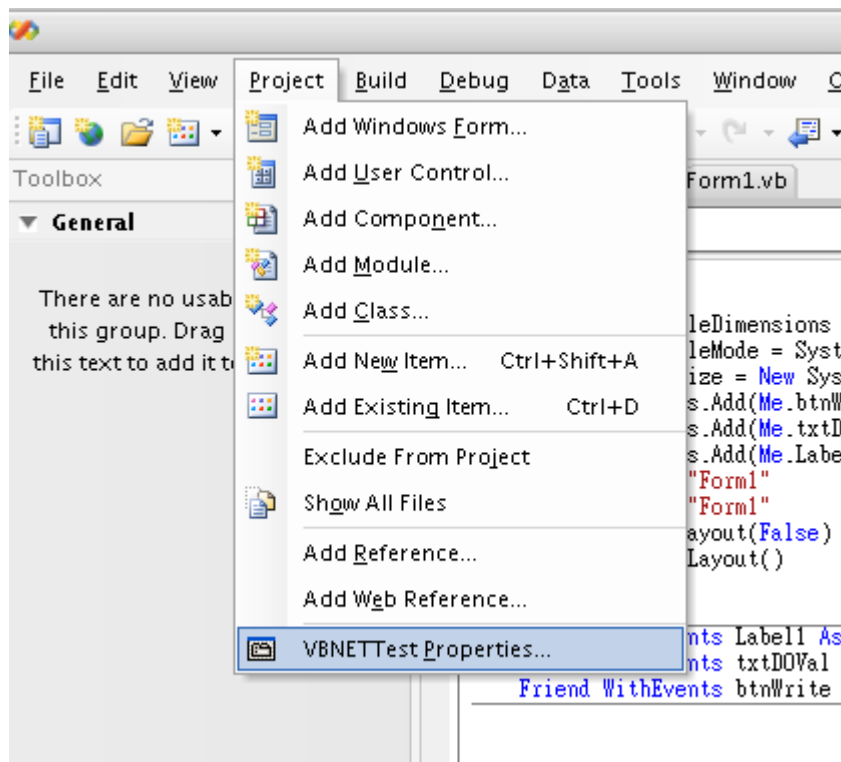 File Edit View Project Build Debug Data Tools Window
Toolbox
General
There are no usab
this group. Drag
this text to add it t
Add Windows Form...
Add User Control...
Add Component...
Add Module...
Add Class...
Add New Item... Ctrl+Shift+A
Add Existing Item... Ctrl+D
Exclude From Project
Show All Files
Add Reference...
Add Web Reference...
VBNETTest Properties...
Form1.vb
leDimensions
leMode = Syst
ize = New Sys
s.Add(Me.btnW
s.Add(Me.txtD
s.Add(Me.Labe
"Form1"
"Form1"
ayout(False)
Layout()
nts Label1 As
nts txtDOVal
Friend WithEvents btnWrite